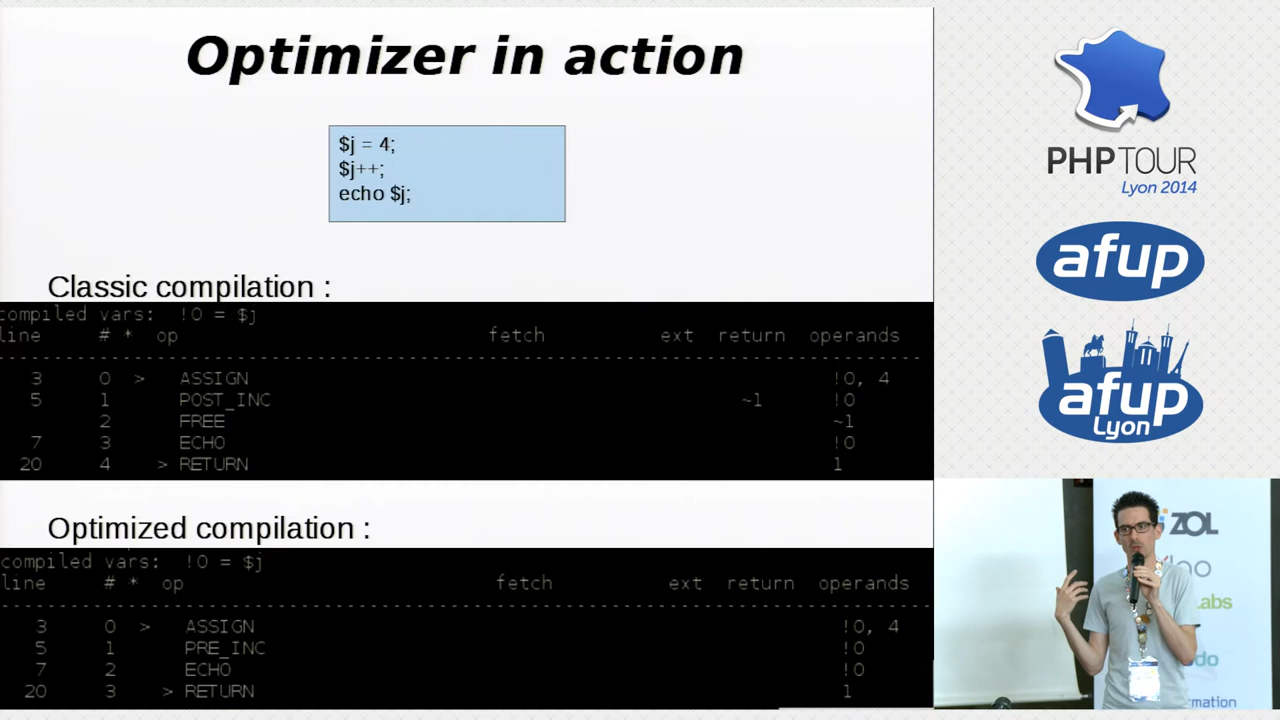 Optimizer in action
$j = 4;
$j++;
echo $j;
Classic compilation :
compiled vars: !0 = $j
line # * op fetch ext return operands
3 0 > ASSIGN !0, 4
5 1 POST_INC ~1 !0
2 FREE ~1
7 3 ECHO !0
20 4 > RETURN 1
Optimized compilation :
compiled vars: !0 = $j
line # * op fetch ext return operands
3 0 > ASSIGN !0, 4
5 1 PRE_INC !0
7 2 ECHO !0
20 3 > RETURN 1
PHP TOUR
Lyon 2014
afup
afup
Lyon
ZOL